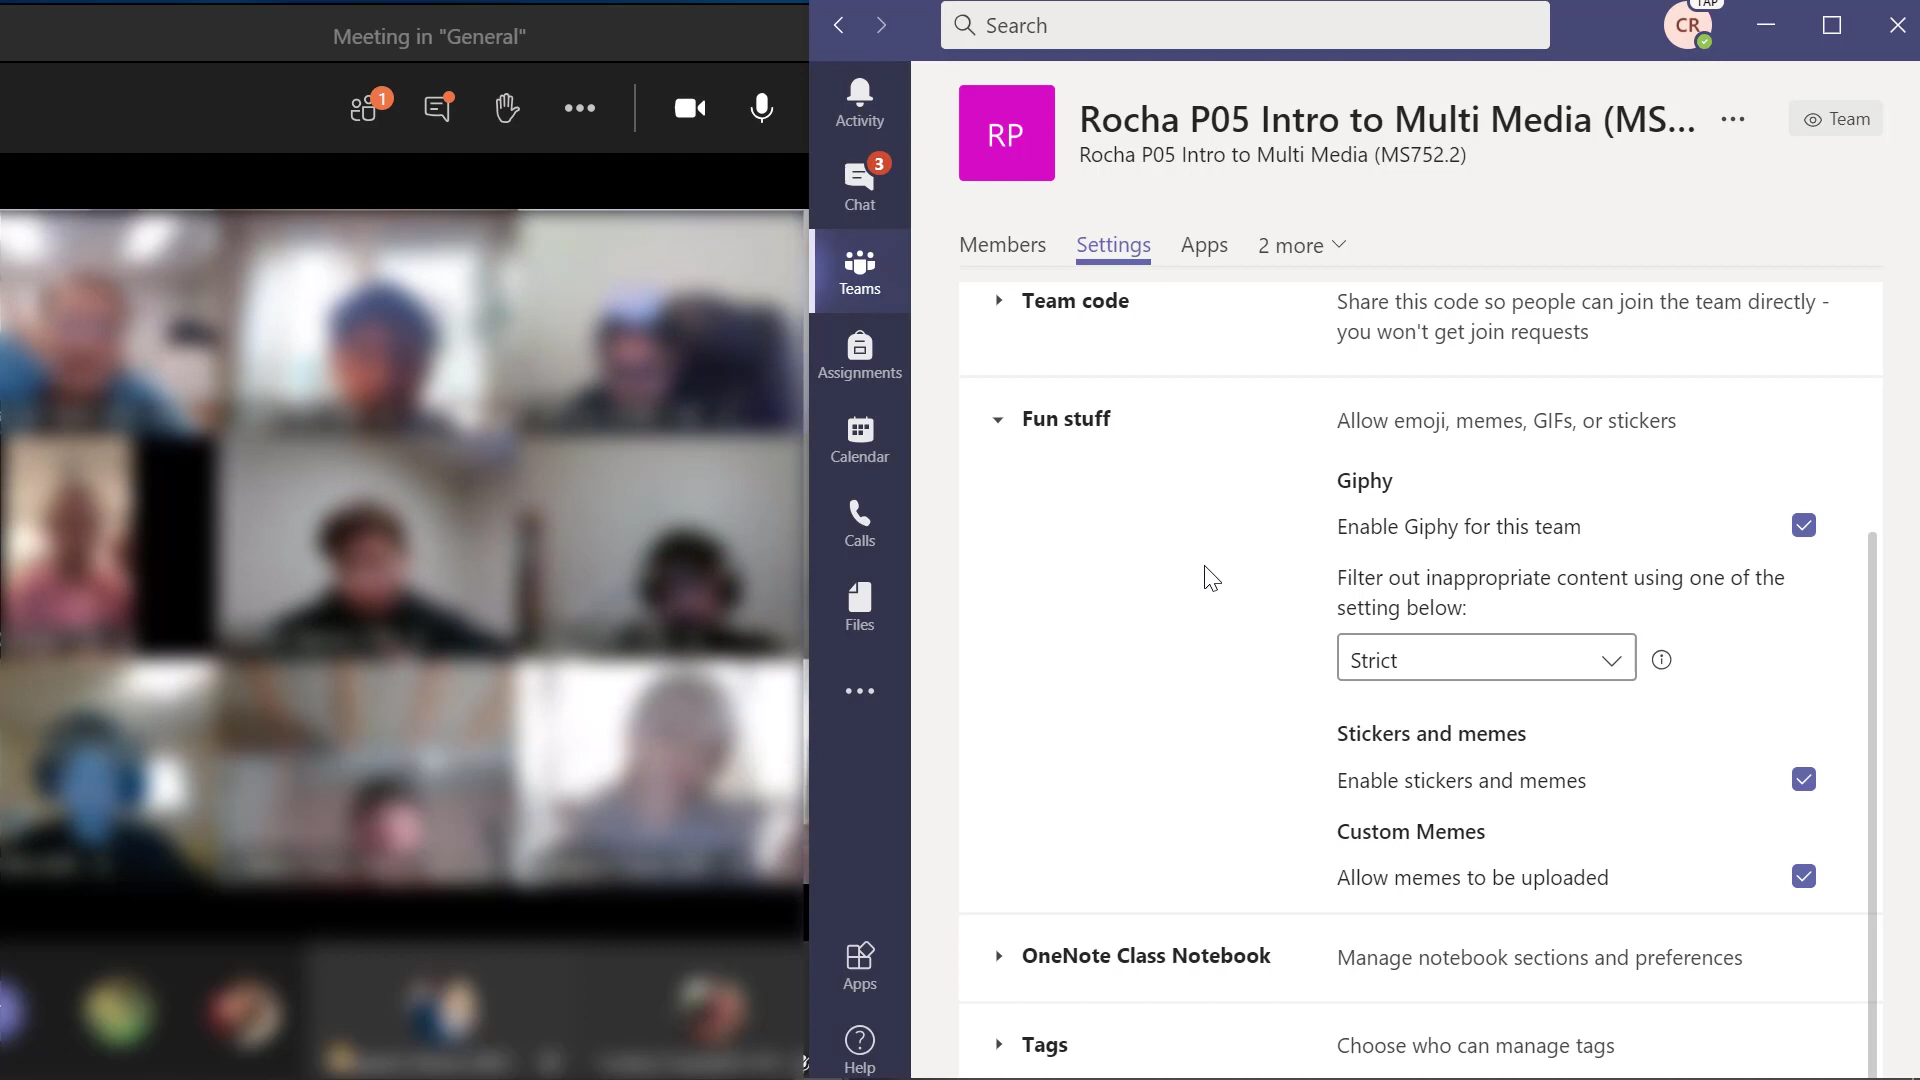 Meeting in "General"
1
Search
CR
TAP
Activity
3
Chat
Teams
Assignments
Calendar
Calls
Files
Apps
Help
RP
Rocha P05 Intro to Multi Media (MS...
Team
Rocha P05 Intro to Multi Media (MS752.2)
Members
Settings
Apps
2 more
Team code
Share this code so people can join the team directly -
you won't get join requests
Fun stuff
Allow emoji, memes, GIFs, or stickers
Giphy
Enable Giphy for this team
Filter out inappropriate content using one of the
setting below:
Strict
Stickers and memes
Enable stickers and memes
Custom Memes
Allow memes to be uploaded
OneNote Class Notebook
Manage notebook sections and preferences
Tags
Choose who can manage tags